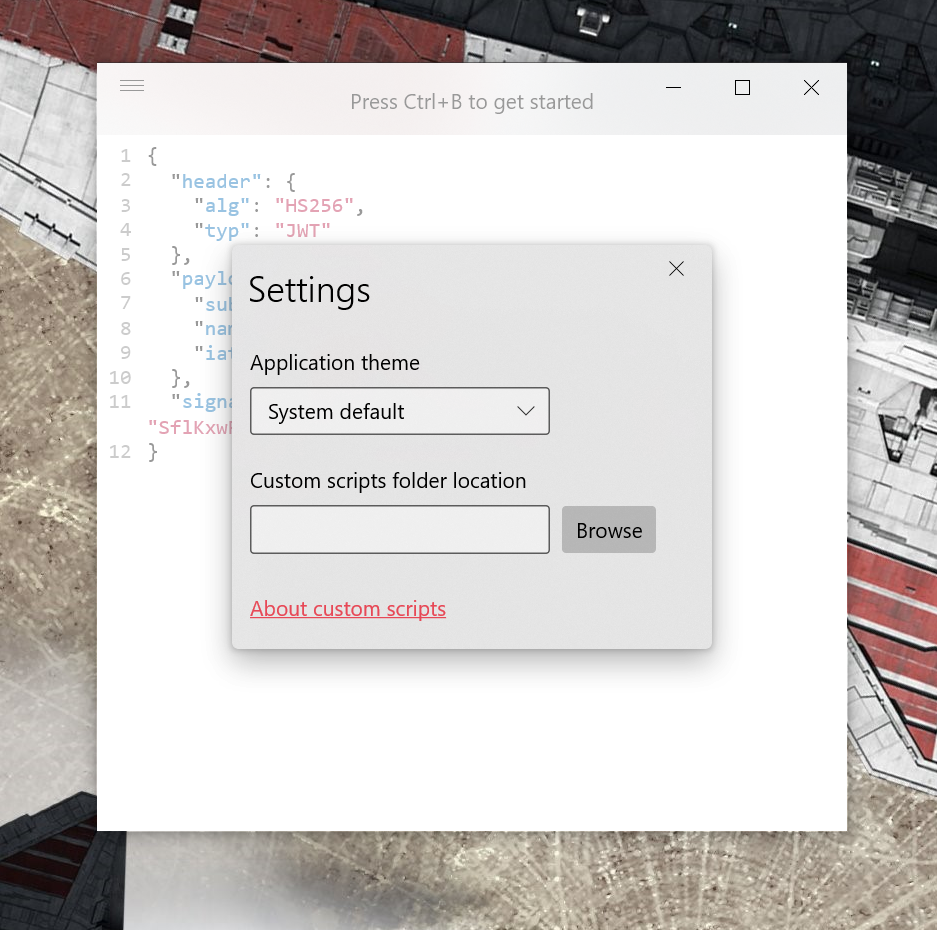 Press Ctrl+B to get started
1 {
2 "header": {
3 "alg": "HS256",
4 "typ": "JWT"
5 },
6 "paylo
7 "sub
8 "nam
9 "iat
10 },
11 "signa
"SflKxwR
12 }
Settings
Application theme
System default
Custom scripts folder location
Browse
About custom scripts